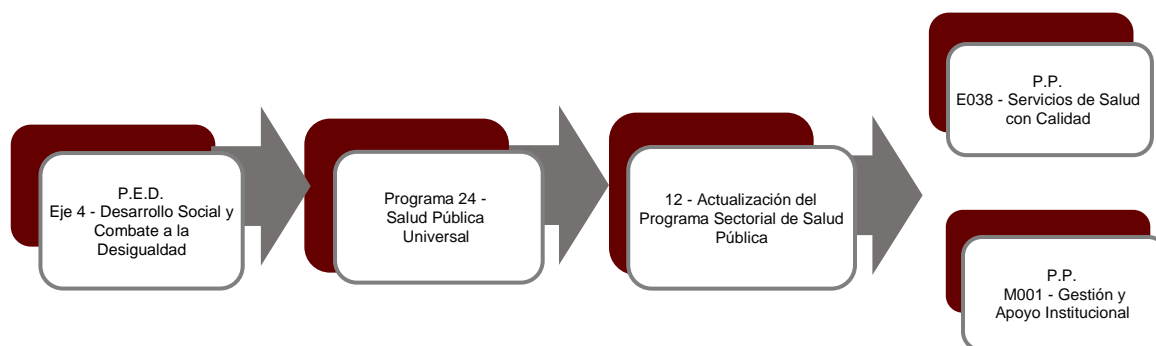 P.E.D.
Eje 4 - Desarrollo Social y
Combate a la
Desigualdad
Programa 24 -
Salud Pública
Universal
12 - Actualización del
Programa Sectorial de Salud
Pública
P.P.
E038 - Servicios de Salud
con Calidad
P.P.
M001 - Gestión y
Apoyo Institucional